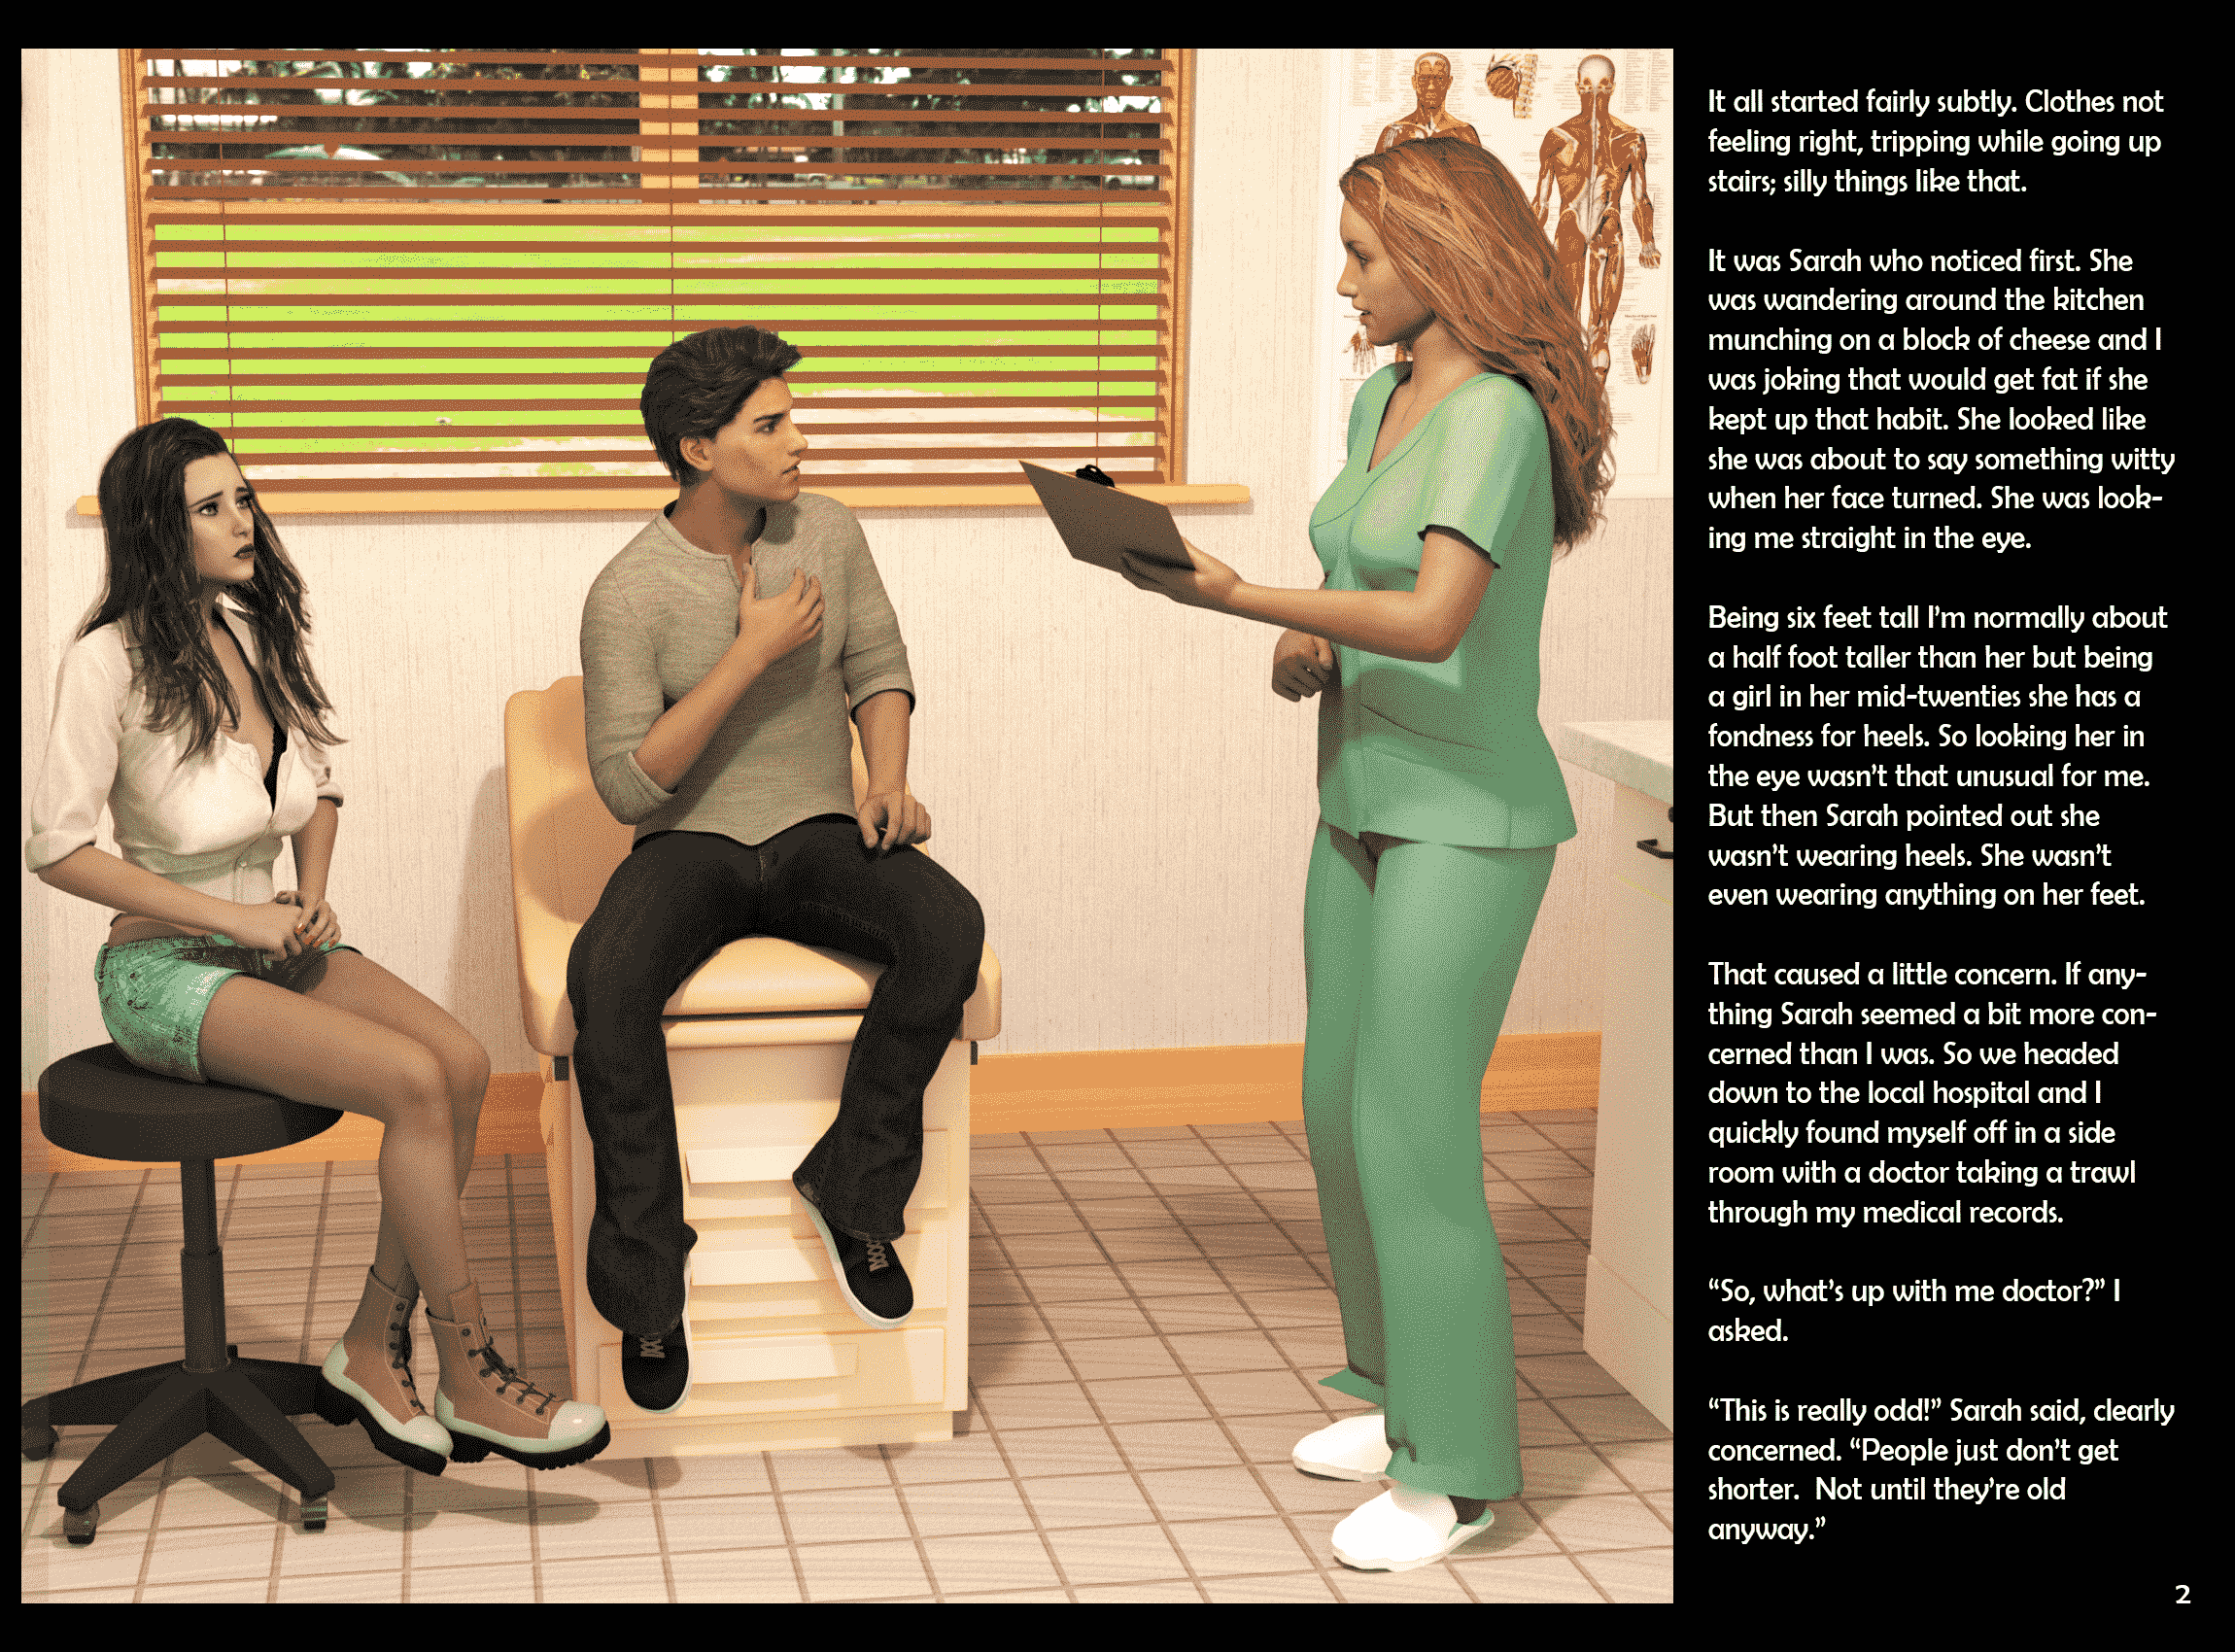 It all started fairly subtly. Clothes not
feeling right, tripping while going up
stairs; silly things like that.
It was Sarah who noticed first. She
was wandering around the kitchen
munching on a block of cheese and I
was joking that would get fat if she
kept up that habit. She looked like
she was about to say something witty
when her face turned. She was look-
ing me straight in the eye.
Being six feet tall I'm normally about
a half foot taller than her but being
a girl in her mid-twenties she has a
fondness for heels. So looking her in
the eye wasn't that unusual for me.
But then Sarah pointed out she
wasn't wearing heels. She wasn't
even wearing anything on her feet.
That caused a little concern. If any-
thing Sarah seemed a bit more con-
cerned than I was. So we headed
down to the local hospital and I
quickly found myself off in a side
room with a doctor taking a trawl
through my medical records.
“So, what's up with me doctor?” I
asked.
“This is really odd!” Sarah said, clearly
concerned. “People just don't get
shorter.  Not until they're old
anyway.”
2